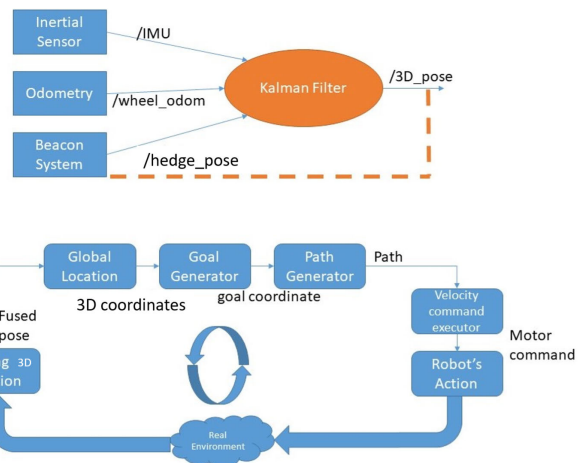 Inertial
Sensor
/IMU
Odometry
/wheel_odom
Beacon
System
/hedge_pose
Kalman Filter
/3D_pose
Global
Location
Goal
Generator
Path
Generator
Path
3D coordinates
goal coordinate
Velocity
command
executor
Motor
command
Robot's
Action
Fused
pose
3D
Real
Environment